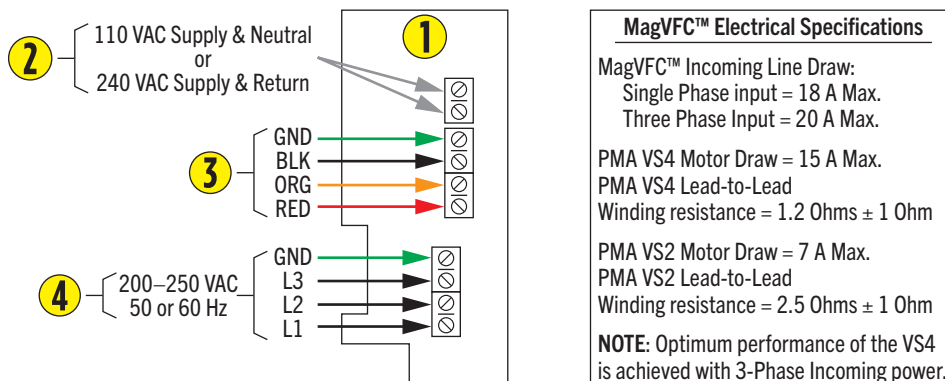 1
2
110 VAC Supply & Neutral
or
240 VAC Supply & Return
3
GND
BLK
ORG
RED
4
200–250 VAC
50 or 60 Hz
GND
L3
L2
L1
MagVFC™ Electrical Specifications
MagVFC™ Incoming Line Draw:
Single Phase input = 18 A Max.
Three Phase Input = 20 A Max.
PMA VS4 Motor Draw = 15 A Max.
PMA VS4 Lead-to-Lead
Winding resistance = 1.2 Ohms ± 1 Ohm
PMA VS2 Motor Draw = 7 A Max.
PMA VS2 Lead-to-Lead
Winding resistance = 2.5 Ohms ± 1 Ohm
NOTE: Optimum performance of the VS4
is achieved with 3-Phase Incoming power.